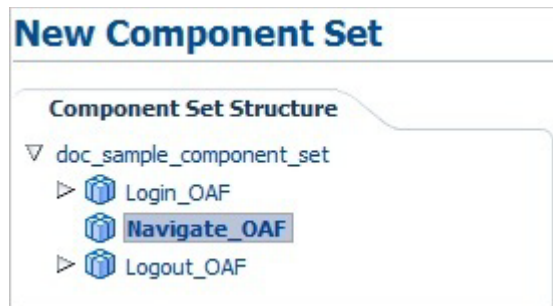 New Component Set
Component Set Structure
doc_sample_component_set
Login_OAF
Navigate_OAF
Logout_OAF